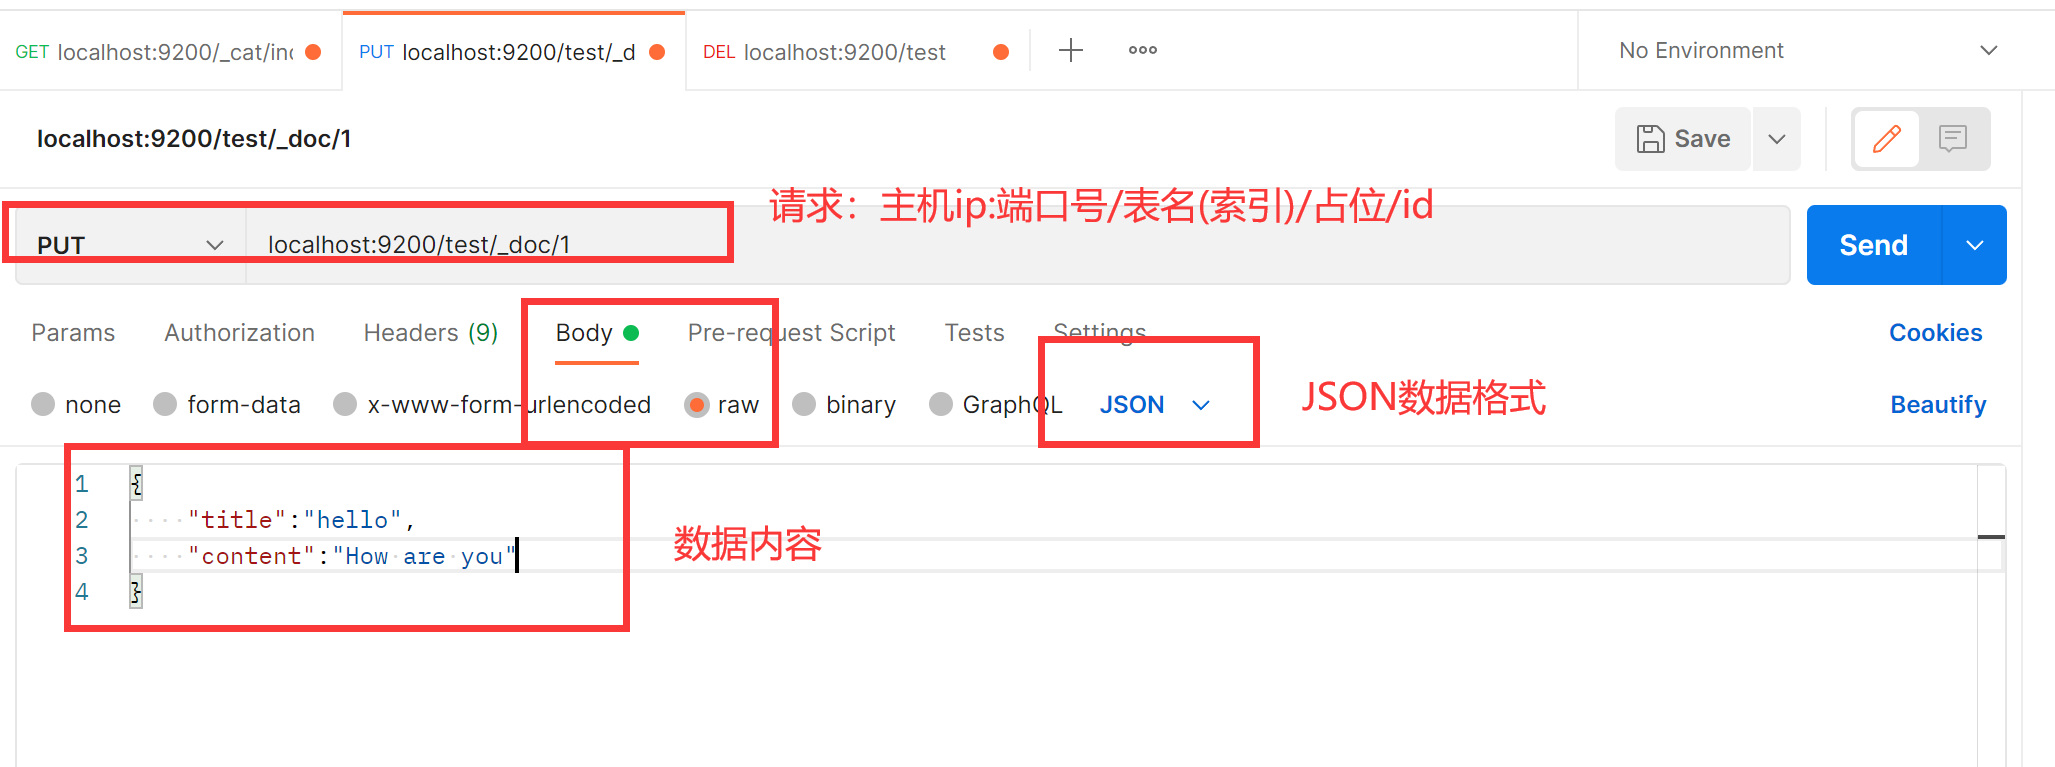 GET localhost:9200/_cat/inc PUT localhost:9200/test/_d DEL localhost:9200/test No Environment
localhost:9200/test/_doc/1 Save
请求：主机ip:端口号/表名(索引)/占位/id
PUT localhost:9200/test/_doc/1 Send
Params Authorization Headers (9) Body Pre-request Script Tests Settings Cookies
none form-data x-www-form-urlencoded raw binary GraphQL JSON JSON数据格式 Beautify
1 {
2 "title":"hello",
3 "content":"How are you"
数据内容
4 }